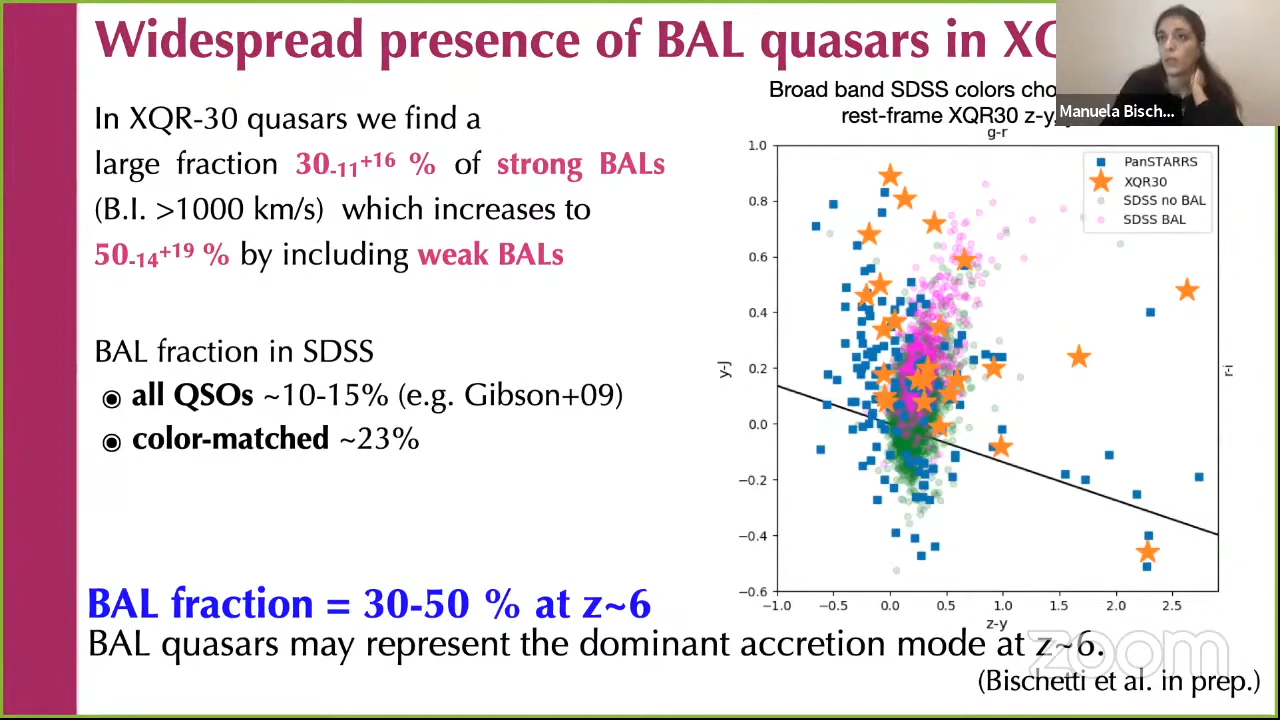 Widespread presence of BAL quasars in
Broad band SDSS colors
rest-frame XQR30 z-y,
Manuela Bisch...
In XQR-30 quasars we find a
large fraction 30-11+16 % of strong BALs
(B.I. >1000 km/s) which increases to
50-14+19 % by including weak BALs
BAL fraction in SDSS
◉ all QSOs ~10-15% (e.g. Gibson+09)
◉ color-matched ~23%
g-r
PanSTARRS
XQR30
SDSS no BAL
SDSS BAL
1.0
0.8
0.6
0.4
0.2
0.0
−0.2
−0.4
−0.6
y-J
r-i
−1.0 −0.5 0.0 0.5 1.0 1.5 2.0 2.5
z-y
BAL fraction = 30-50 % at z~6
BAL quasars may represent the dominant accretion mode at z~6.
zoom
(Bischetti et al. in prep.)